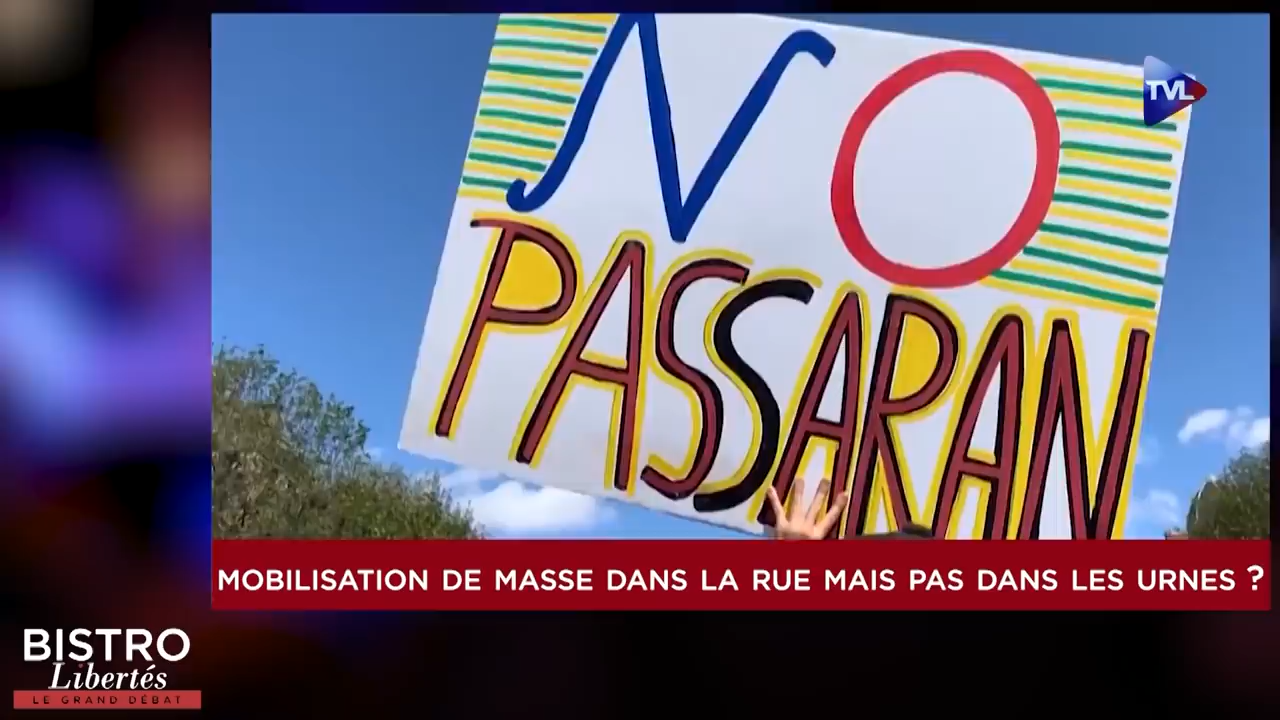 NO
TVL
PASSARAN
MOBILISATION DE MASSE DANS LA RUE MAIS PAS DANS LES URNES ?
BISTRO
Libertés
LE GRAND DÉBAT